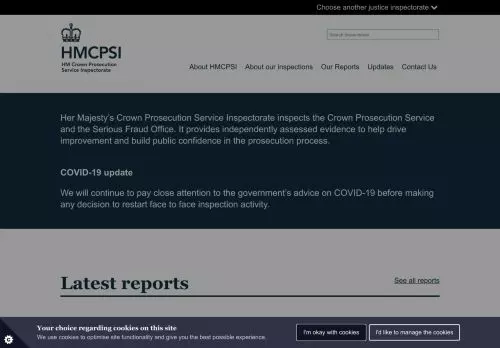 Choose another justice inspectorate
HMCPSI
HM Crown Prosecution
Service Inspectorate
About HMCPSI
About our inspections
Our Reports
Updates
Contact Us
Her Majesty's Crown Prosecution Service Inspectorate inspects the Crown Prosecution Service
and the Serious Fraud Office. It provides independently assessed evidence to help drive
improvement and build public confidence in the prosecution process.
COVID-19 update
We will continue to pay close attention to the government's advice on COVID-19 before making
any decision to restart face to face inspection activity.
Latest reports
See all reports
Your choice regarding cookies on this site
We use cookies to optimise site functionality and give you the best possible experience.
I'm okay with cookies
I'd like to manage the cookies